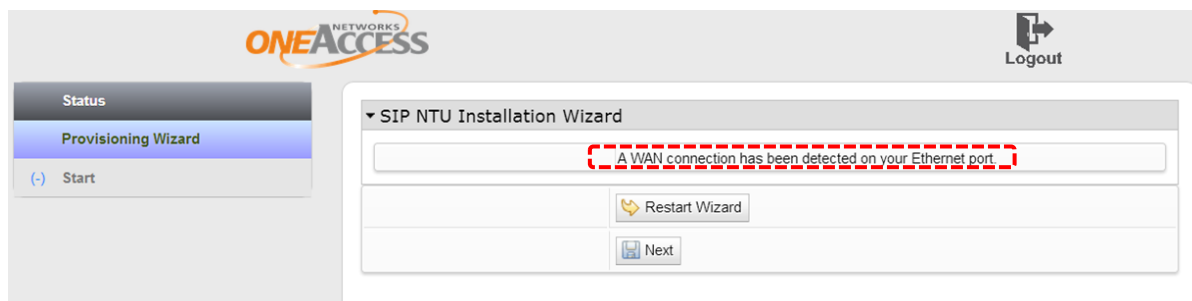 NETWORKS
ONEACCESS
Logout
Status
Provisioning Wizard
(-) Start
SIP NTU Installation Wizard
A WAN connection has been detected on your Ethernet port.
Restart Wizard
Next